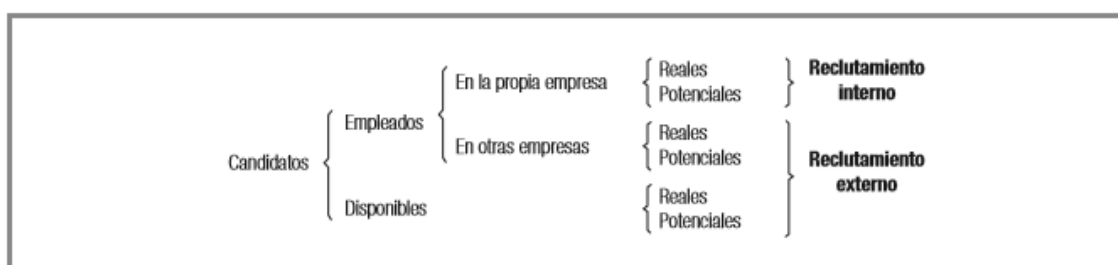 Candidatos
Empleados
Disponibles
En la propia empresa
En otras empresas
Reales
Potenciales
Reales
Potenciales
Reales
Potenciales
Reclutamiento
interno
Reclutamiento
externo